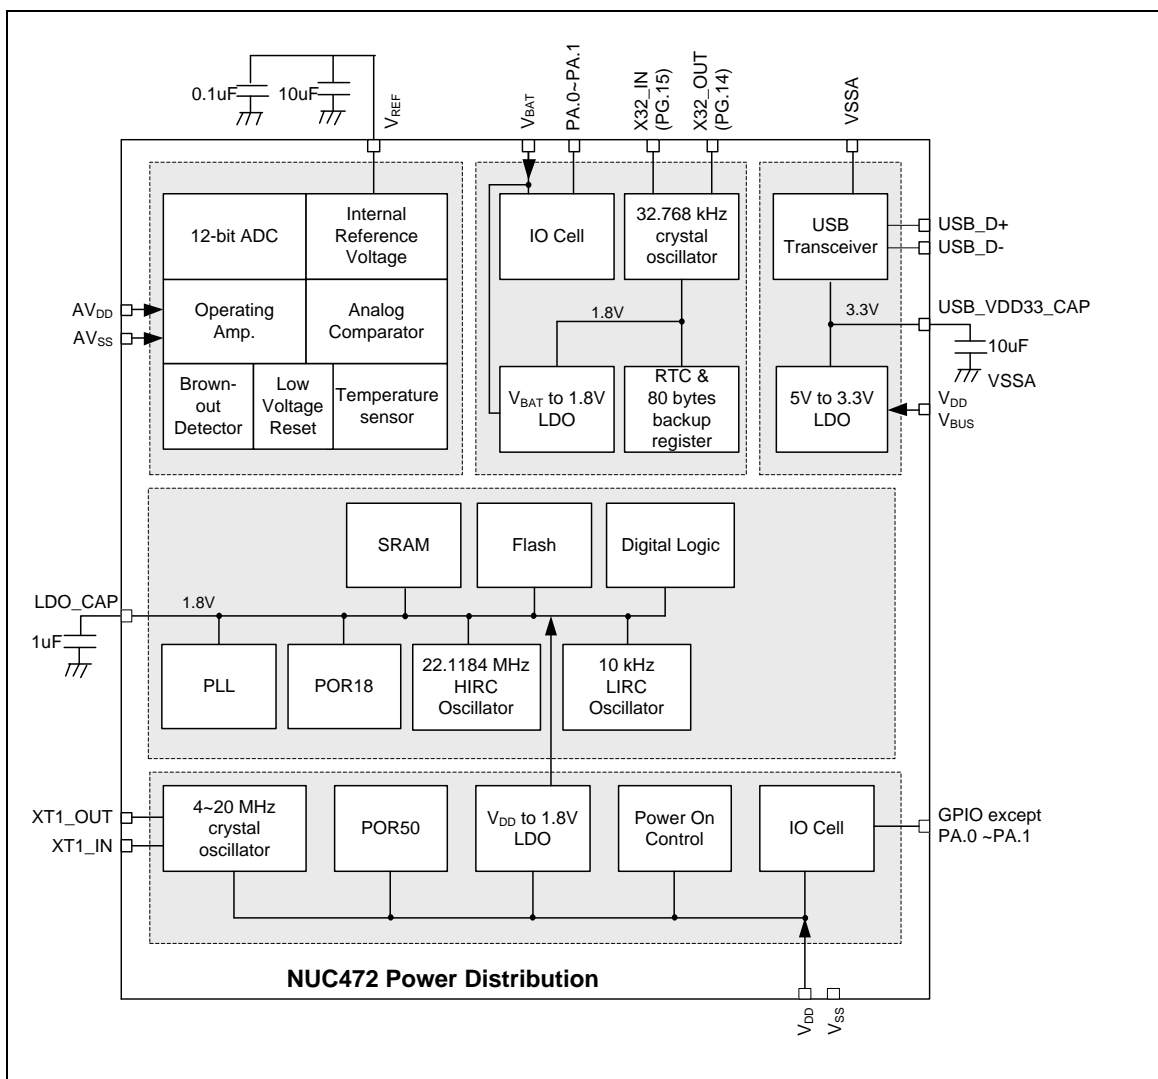 0.1uF
10uF
VREF
VBAT
PA.0~PA.1
X32_IN
(PG.15)
X32_OUT
(PG.14)
VSSA
12-bit ADC
Internal
Reference
Voltage
Operating
Amp.
Analog
Comparator
Brown-
out
Detector
Low
Voltage
Reset
Temperature
sensor
AVDD
AVSS
IO Cell
32.768 kHz
crystal
oscillator
1.8V
VBAT to 1.8V
LDO
RTC &
80 bytes
backup
register
USB
Transceiver
3.3V
5V to 3.3V
LDO
USB_D+
USB_D-
USB_VDD33_CAP
10uF
VSSA
VDD
VBUS
SRAM
Flash
Digital Logic
LDO_CAP
1.8V
1uF
PLL
POR18
22.1184 MHz
HIRC
Oscillator
10 kHz
LIRC
Oscillator
XT1_OUT
XT1_IN
4~20 MHz
crystal
oscillator
POR50
VDD to 1.8V
LDO
Power On
Control
IO Cell
GPIO except
PA.0 ~PA.1
NUC472 Power Distribution
VDD
VSS